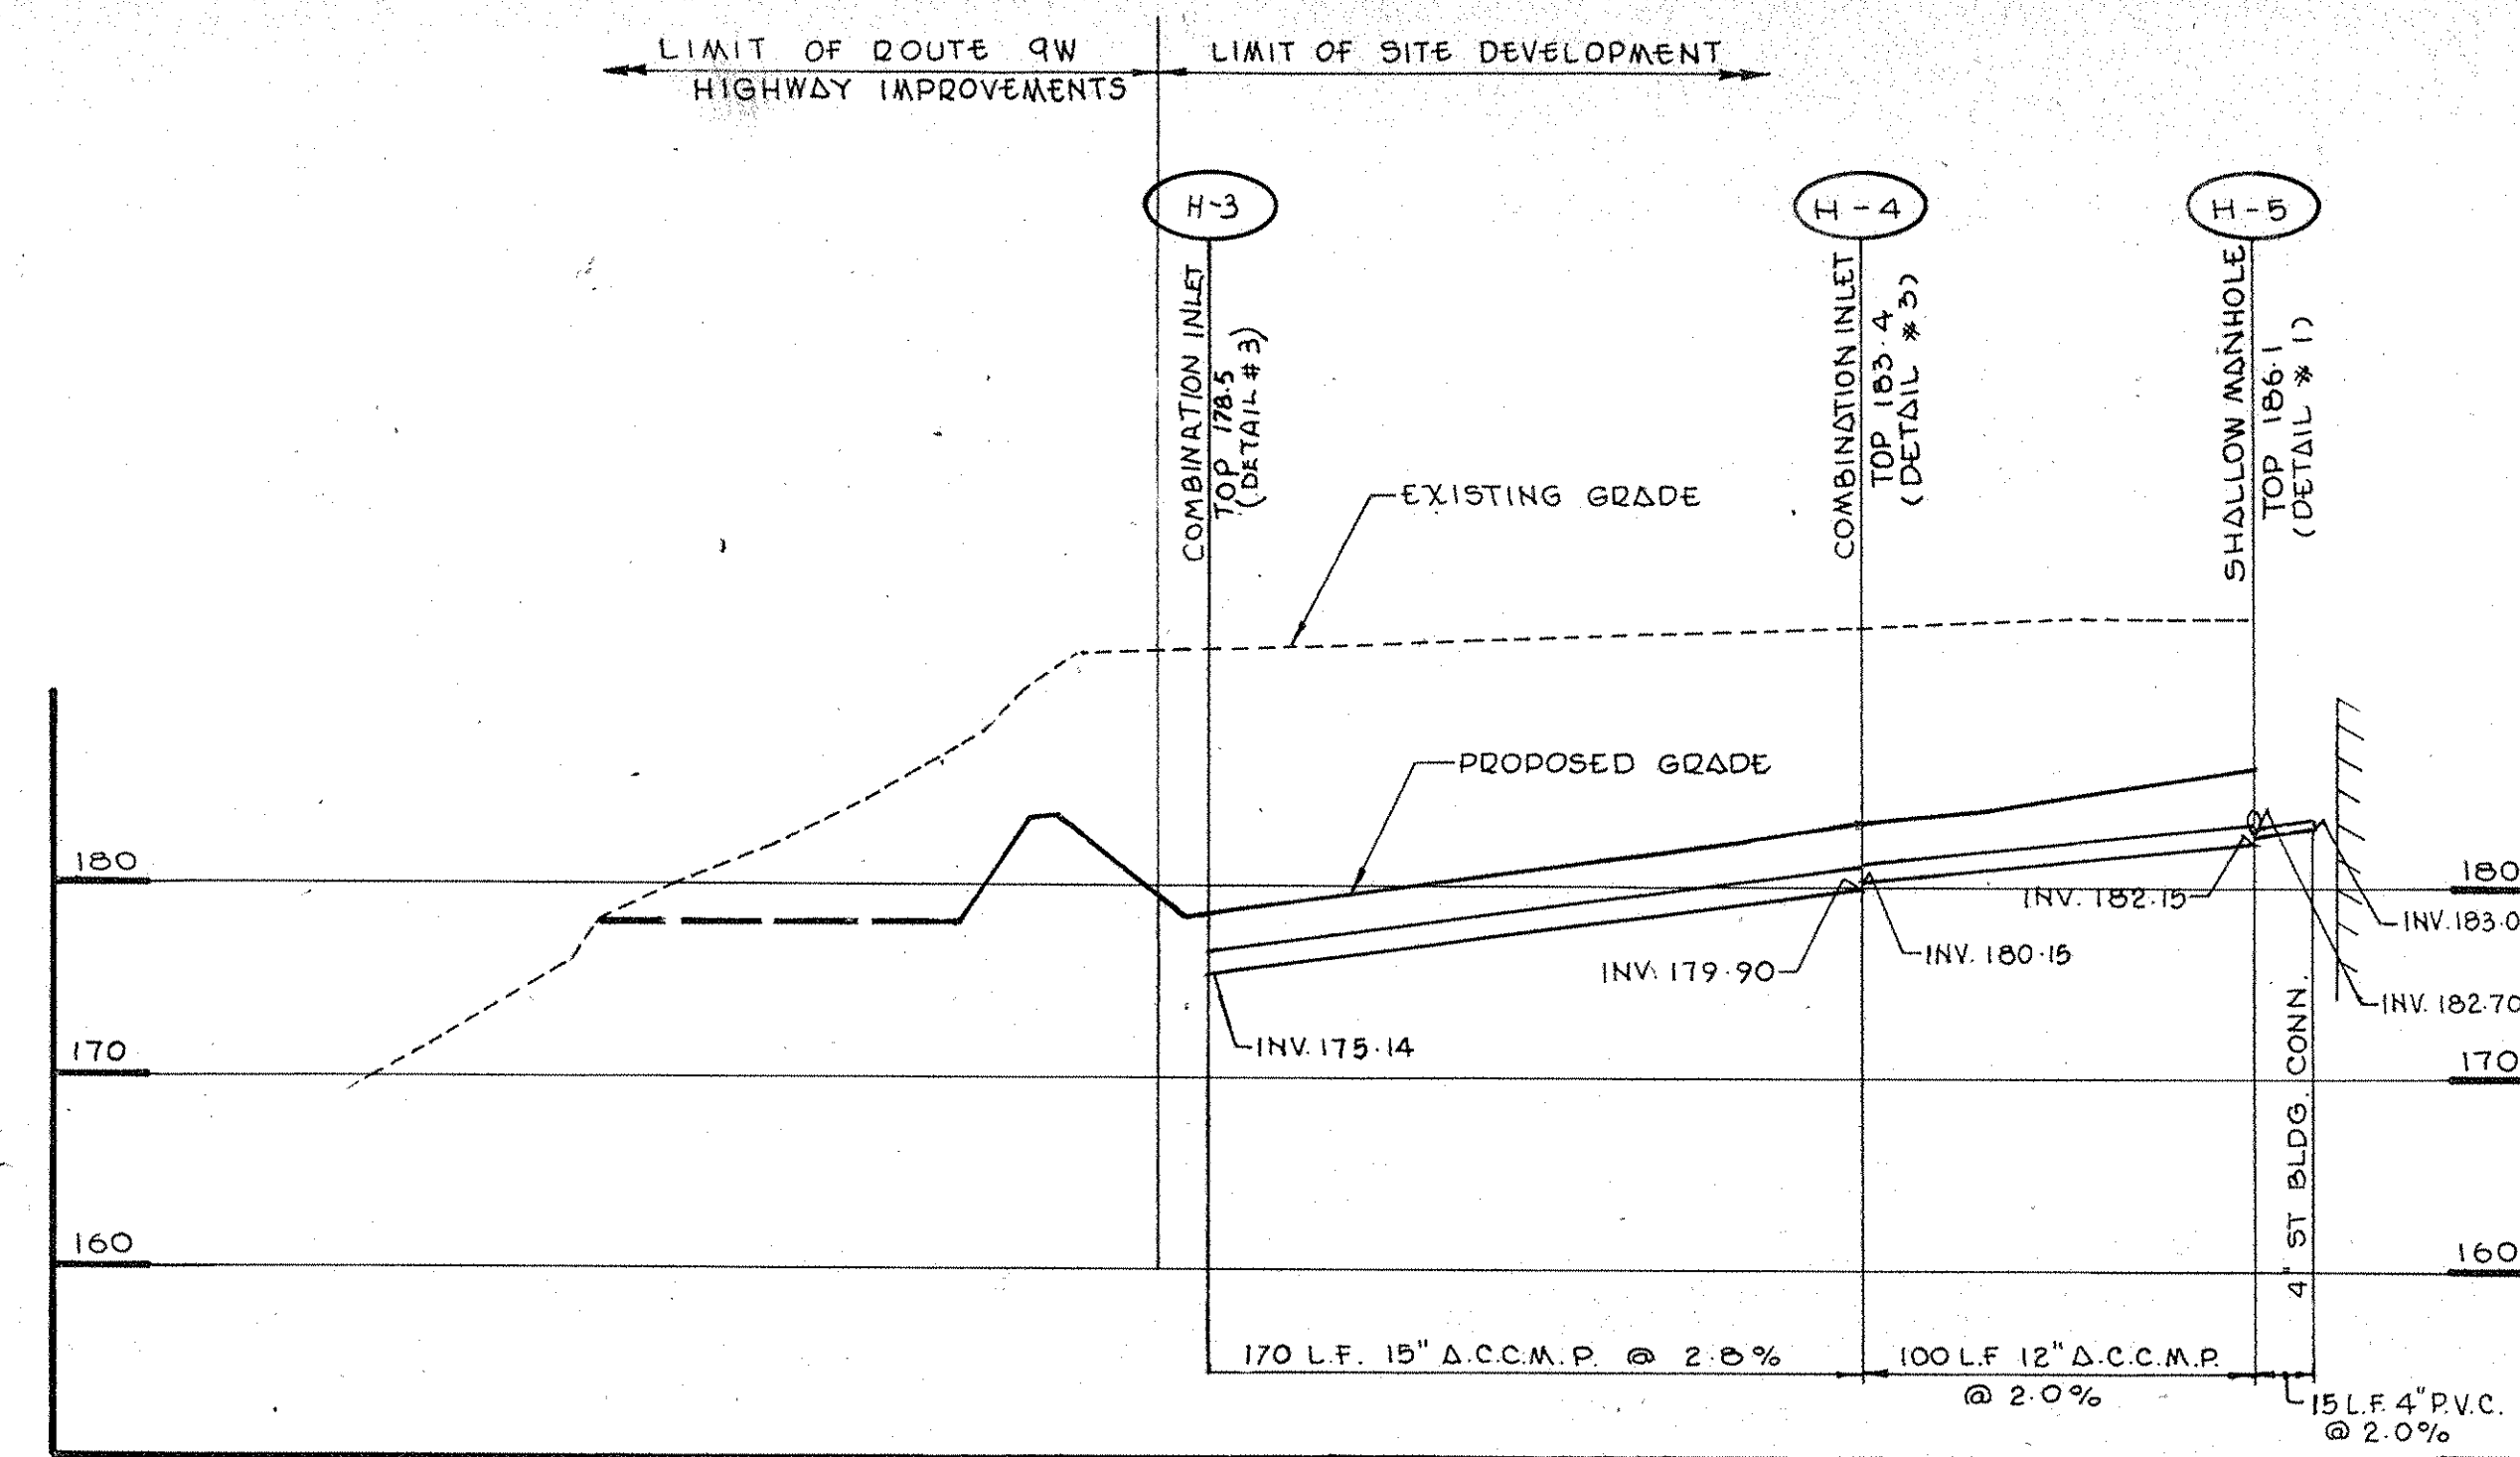 LIMIT OF ROUTE 9W
HIGHWAY IMPROVEMENTS
LIMIT OF SITE DEVELOPMENT
H-3
H-4
H-5
COMBINATION INLET
TOP 178.5
(DETAIL #3)
COMBINATION INLET
TOP 183.4
(DETAIL #3)
SHALLOW MANHOLE
TOP 186.1
(DETAIL #1)
EXISTING GRADE
PROPOSED GRADE
180
180
INV. 182.15
INV. 183.0
INV. 179.90
INV. 180.15
INV. 182.70
INV. 175.14
170
170
160
160
4" ST BLDG. CONN.
170 L.F. 15" A.C.C.M.P. @ 2.8%
100 L.F 12" A.C.C.M.P.
@ 2.0%
15 L.F. 4" P.V.C.
@ 2.0%